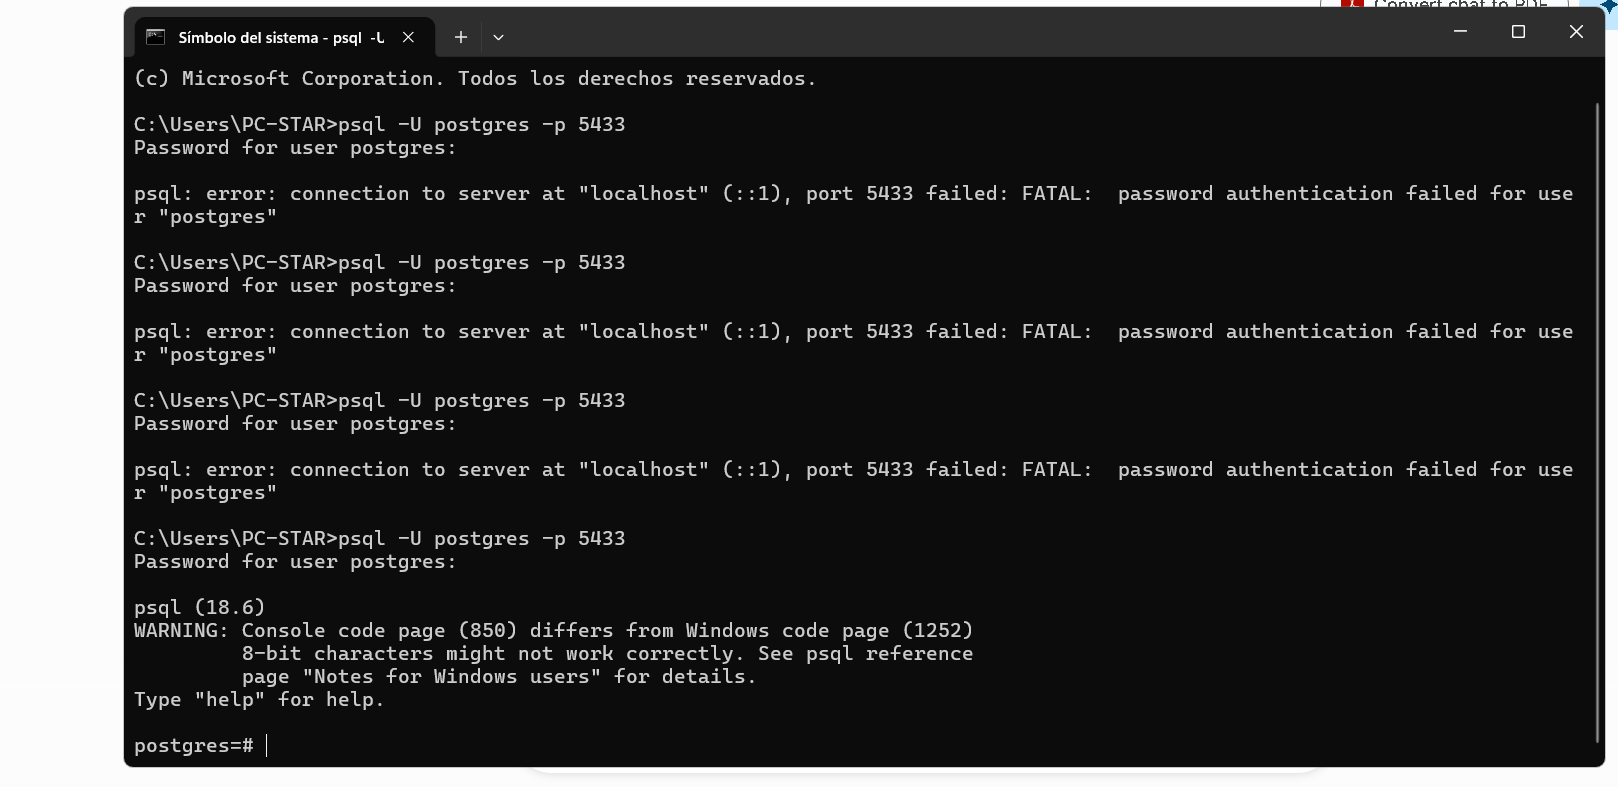 Convert chat to PDF
Símbolo del sistema - psql -U
(c) Microsoft Corporation. Todos los derechos reservados.
C:\Users\PC-STAR>psql -U postgres -p 5433
Password for user postgres:
psql: error: connection to server at "localhost" (::1), port 5433 failed: FATAL:  password authentication failed for use
r "postgres"
C:\Users\PC-STAR>psql -U postgres -p 5433
Password for user postgres:
psql: error: connection to server at "localhost" (::1), port 5433 failed: FATAL:  password authentication failed for use
r "postgres"
C:\Users\PC-STAR>psql -U postgres -p 5433
Password for user postgres:
psql: error: connection to server at "localhost" (::1), port 5433 failed: FATAL:  password authentication failed for use
r "postgres"
C:\Users\PC-STAR>psql -U postgres -p 5433
Password for user postgres:
psql (18.6)
WARNING: Console code page (850) differs from Windows code page (1252)
         8-bit characters might not work correctly. See psql reference
         page "Notes for Windows users" for details.
Type "help" for help.
postgres=#